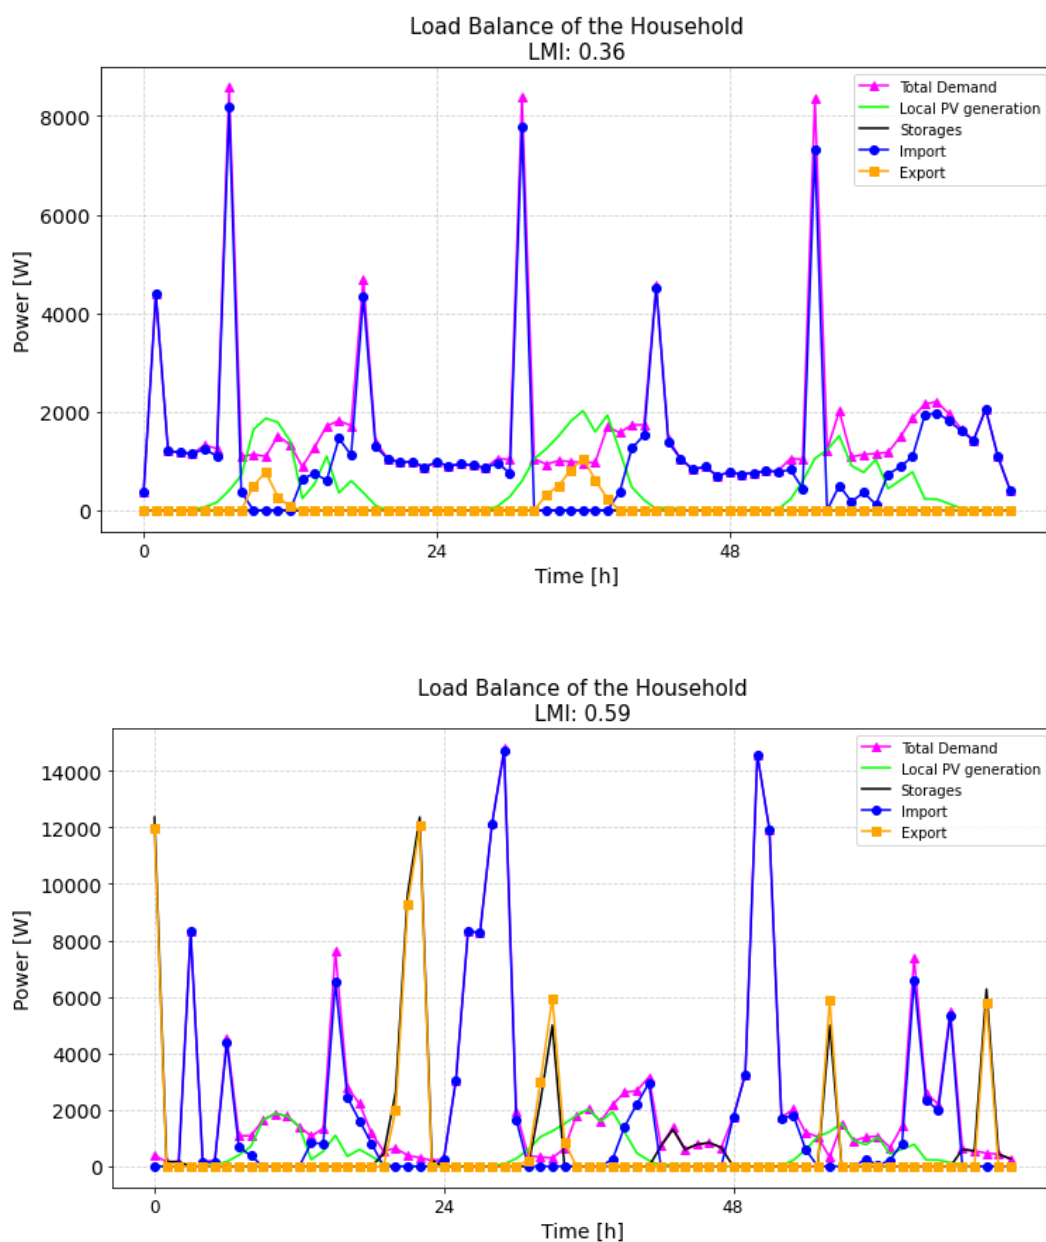 Load Balance of the Household
LMI: 0.36
Total Demand
Local PV generation
Storages
Import
Export
8000
6000
4000
2000
0
Power [W]
0 24 48
Time [h]
Load Balance of the Household
LMI: 0.59
Total Demand
Local PV generation
Storages
Import
Export
14000
12000
10000
8000
6000
4000
2000
0
Power [W]
0 24 48
Time [h]